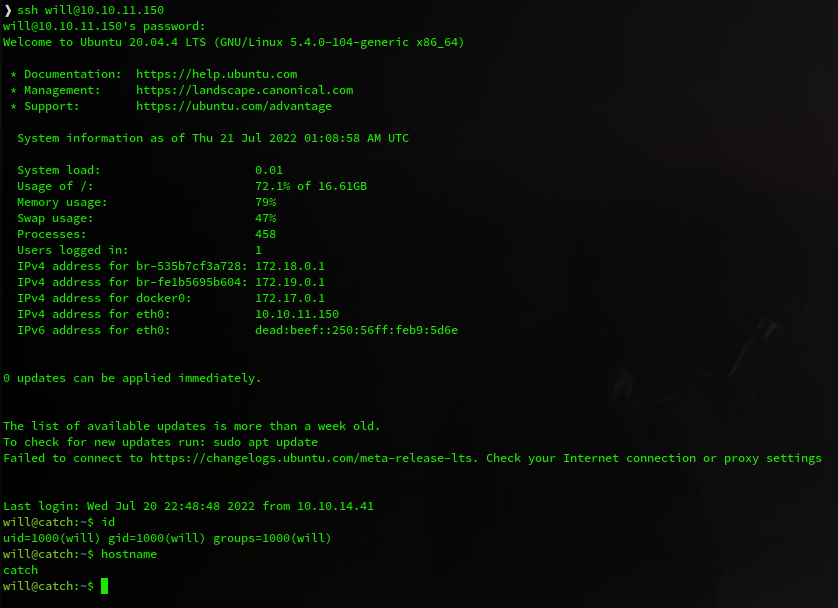 ❯ ssh will@10.10.11.150
will@10.10.11.150's password:
Welcome to Ubuntu 20.04.4 LTS (GNU/Linux 5.4.0-104-generic x86_64)
* Documentation:  https://help.ubuntu.com
* Management:     https://landscape.canonical.com
* Support:        https://ubuntu.com/advantage
System information as of Thu 21 Jul 2022 01:08:58 AM UTC
System load:                      0.01
Usage of /:                       72.1% of 16.61GB
Memory usage:                     79%
Swap usage:                       47%
Processes:                        458
Users logged in:                  1
IPv4 address for br-535b7cf3a728: 172.18.0.1
IPv4 address for br-fe1b5695b604: 172.19.0.1
IPv4 address for docker0:         172.17.0.1
IPv4 address for eth0:            10.10.11.150
IPv6 address for eth0:            dead:beef::250:56ff:feb9:5d6e
0 updates can be applied immediately.
The list of available updates is more than a week old.
To check for new updates run: sudo apt update
Failed to connect to https://changelogs.ubuntu.com/meta-release-lts. Check your Internet connection or proxy settings
Last login: Wed Jul 20 22:48:48 2022 from 10.10.14.41
will@catch:~$ id
uid=1000(will) gid=1000(will) groups=1000(will)
will@catch:~$ hostname
catch
will@catch:~$